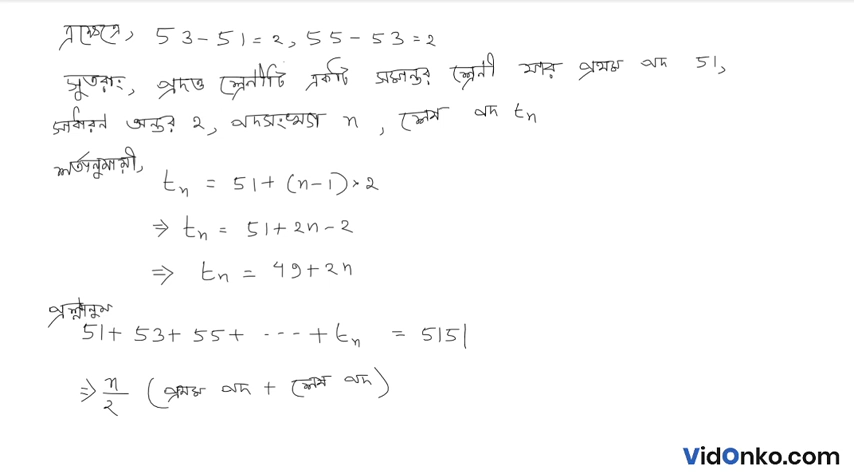 এক্ষেত্রে, 53-51=2, 55-53=2
সুতরাং, প্রদত্ত শ্রেণীটি একটি সমান্তর শ্রেণী যার প্রথম পদ 51,
সাধারন অন্তর 2, পদসংখ্যা n, শেষ পদ tₙ
শর্তানুযায়ী,
tₙ = 51+(n-1)×2
⇒ tₙ = 51+2n-2
⇒ tₙ = 49+2n
51+53+55+ ---- + tₙ = 5151
⇒ n/2 (প্রথম পদ + শেষ পদ)
VidOnko.com